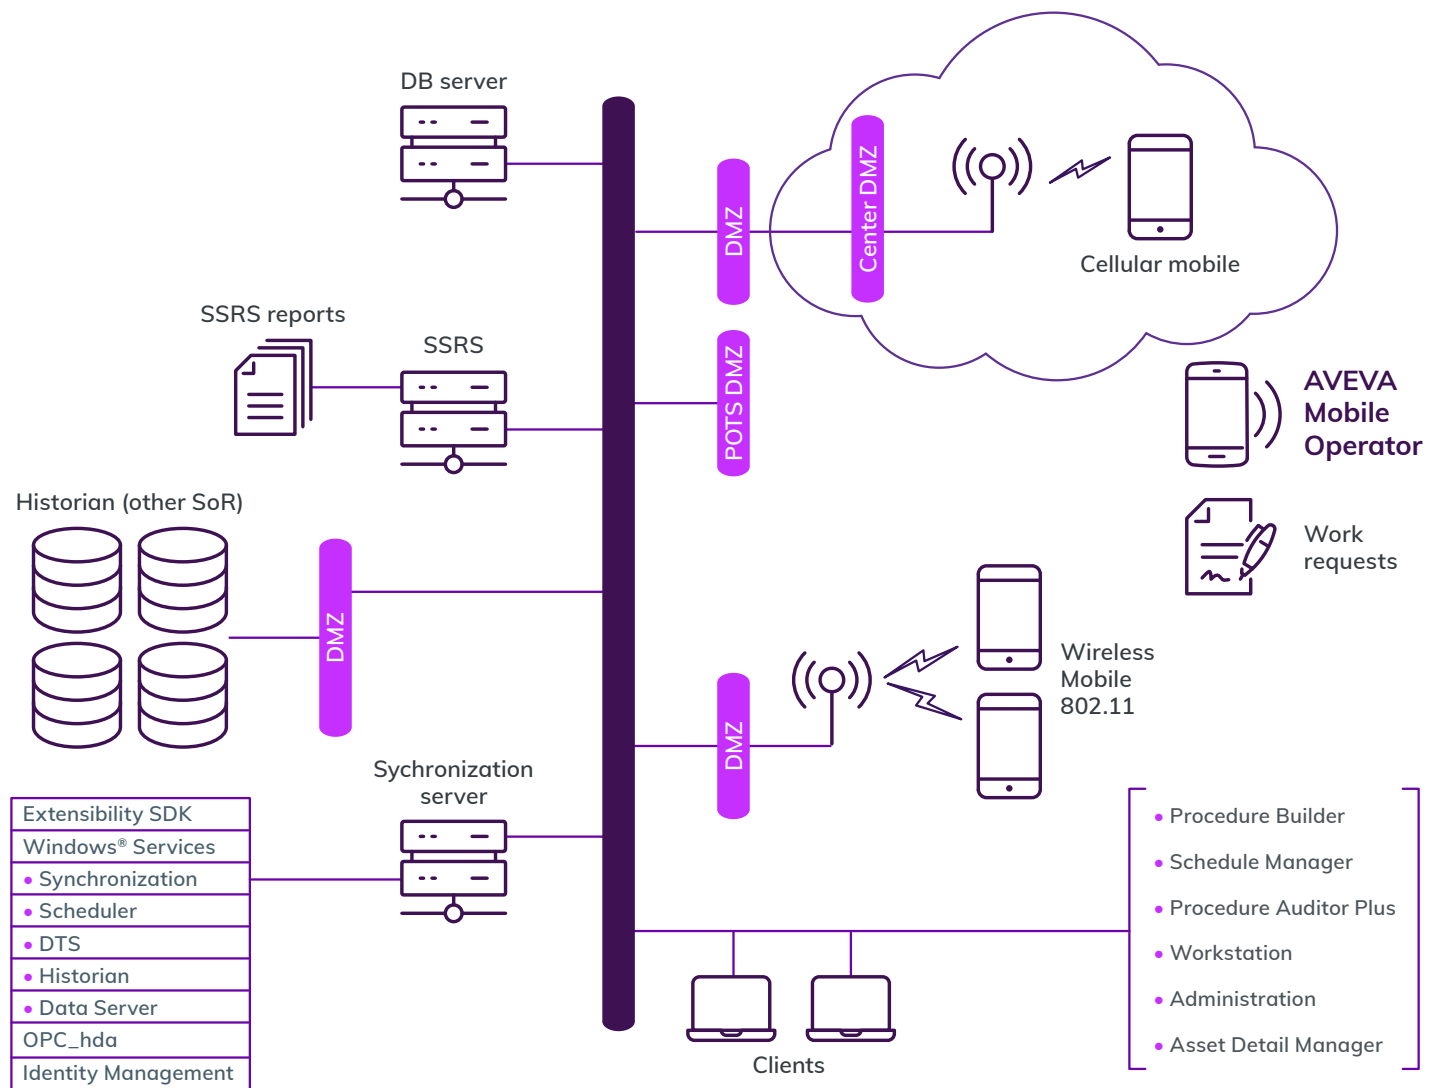 DB server
DMZ
Center DMZ
Cellular mobile
SSRS reports
SSRS
POTS DMZ
AVEVA
Mobile
Operator
Work
requests
Historian (other SoR)
DMZ
Wireless
Mobile
802.11
DMZ
Sychronization
server
Extensibility SDK
Windows® Services
• Synchronization
• Scheduler
• DTS
• Historian
• Data Server
OPC_hda
Identity Management
• Procedure Builder
• Schedule Manager
• Procedure Auditor Plus
• Workstation
• Administration
• Asset Detail Manager
Clients